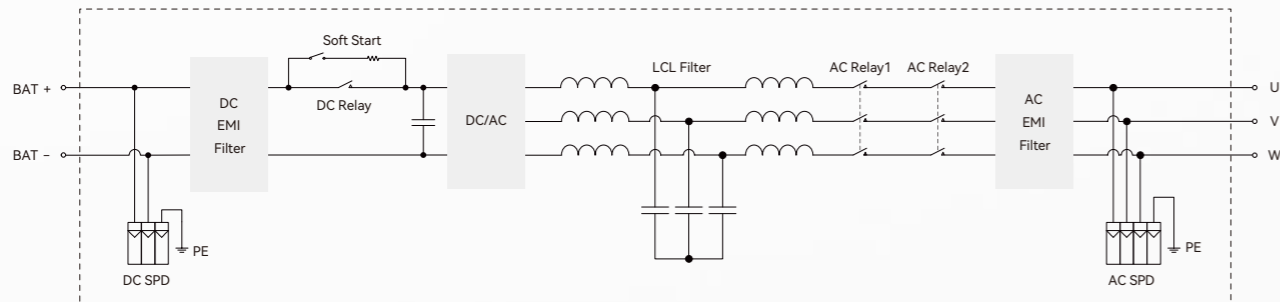 Soft Start
BAT +
DC
EMI
Filter
DC Relay
DC/AC
LCL Filter
AC Relay1
AC Relay2
AC
EMI
Filter
U
V
W
BAT −
PE
DC SPD
PE
AC SPD